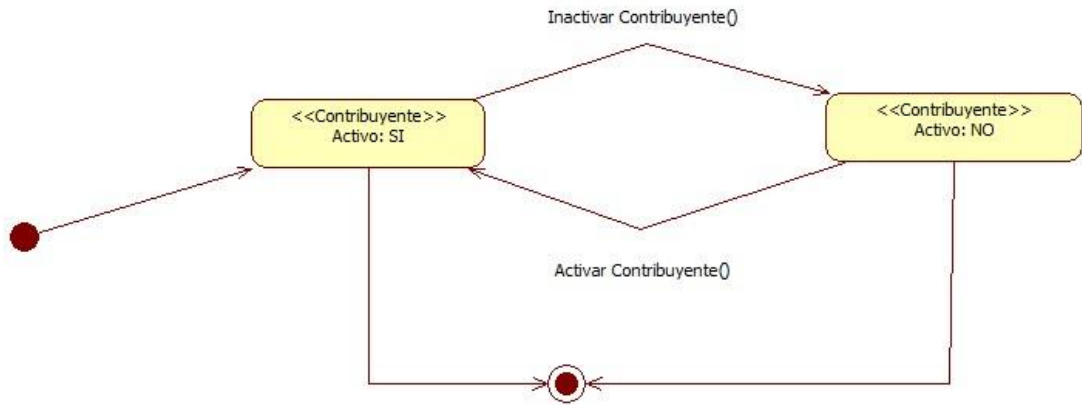 Inactivar Contribuyente()
<<Contribuyente>>
Activo: SI
<<Contribuyente>>
Activo: NO
Activar Contribuyente()